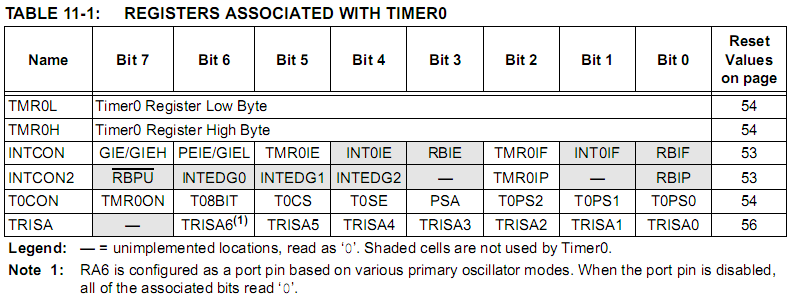 TABLE 11-1: REGISTERS ASSOCIATED WITH TIMER0
Name Bit 7 Bit 6 Bit 5 Bit 4 Bit 3 Bit 2 Bit 1 Bit 0 Reset Values on page
TMR0L Timer0 Register Low Byte 54
TMR0H Timer0 Register High Byte 54
INTCON GIE/GIEH PEIE/GIEL TMR0IE INT0IE RBIE TMR0IF INT0IF RBIF 53
INTCON2 RBPU INTEDG0 INTEDG1 INTEDG2 — TMR0IP — RBIP 53
T0CON TMR0ON T08BIT T0CS T0SE PSA T0PS2 T0PS1 T0PS0 54
TRISA — TRISA6(1) TRISA5 TRISA4 TRISA3 TRISA2 TRISA1 TRISA0 56
Legend: — = unimplemented locations, read as ‘0’. Shaded cells are not used by Timer0.
Note 1: RA6 is configured as a port pin based on various primary oscillator modes. When the port pin is disabled,
all of the associated bits read ‘0’.